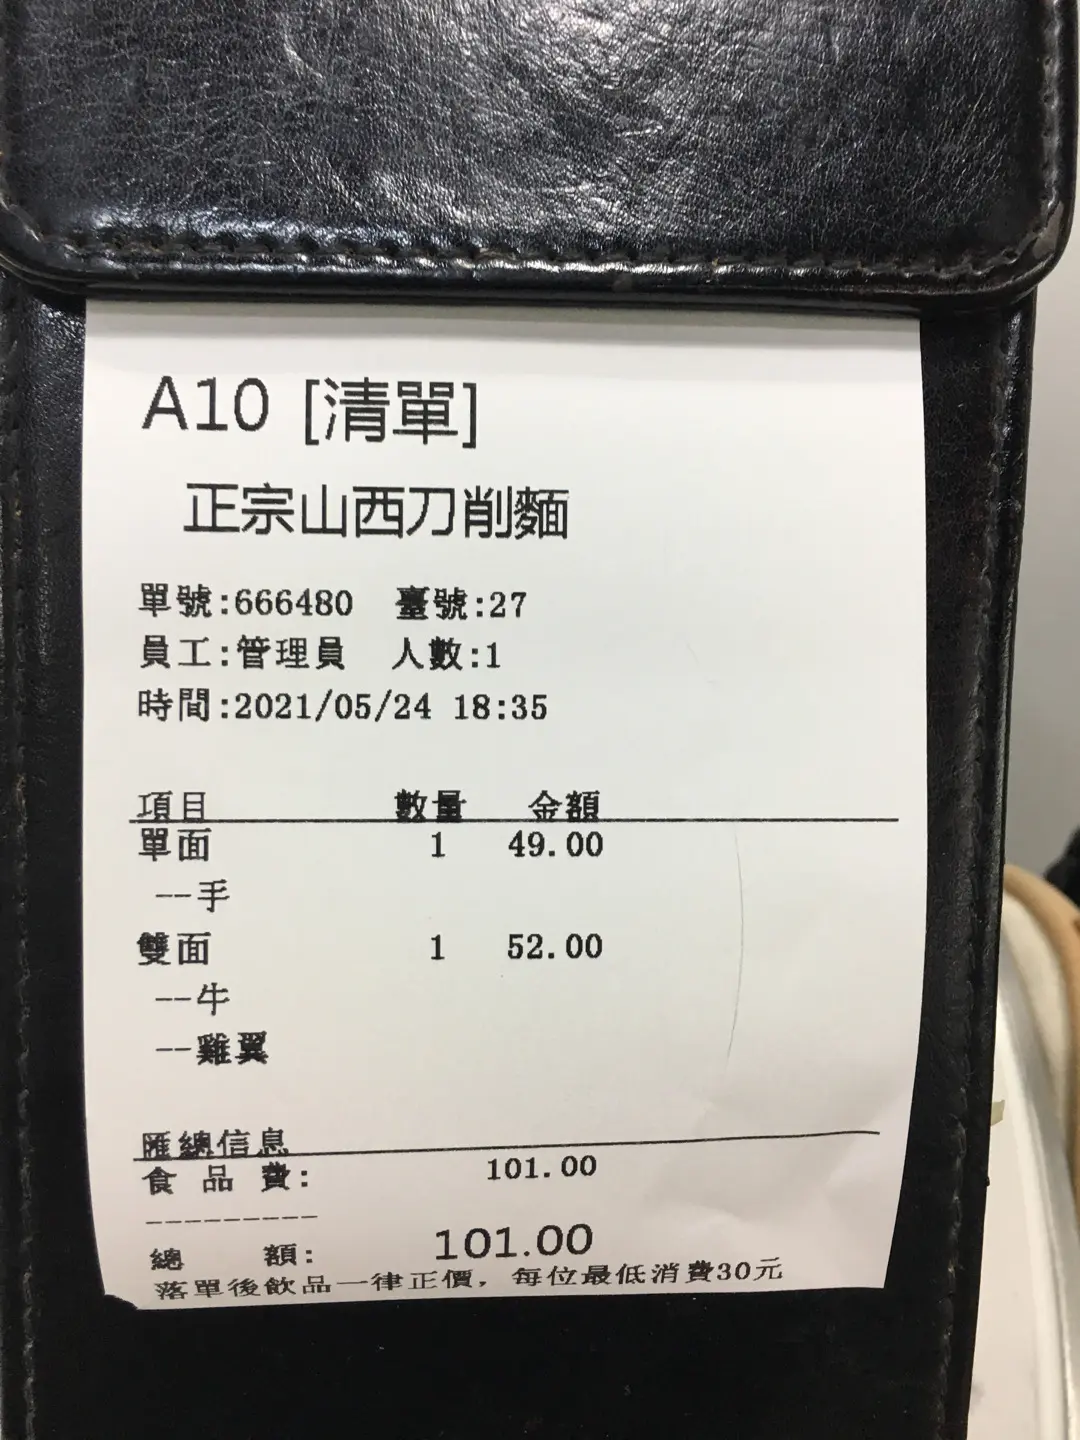 A10 [清單]
正宗山西刀削麵
單號:666480 臺號:27
員工:管理員 人數:1
時間:2021/05/24 18:35
項目 數量 金額
單面 1 49.00
--手
雙面 1 52.00
--牛
--雞翼
匯總信息
食品費: 101.00
---------
總額: 101.00
落單後飲品一律正價，每位最低消費30元